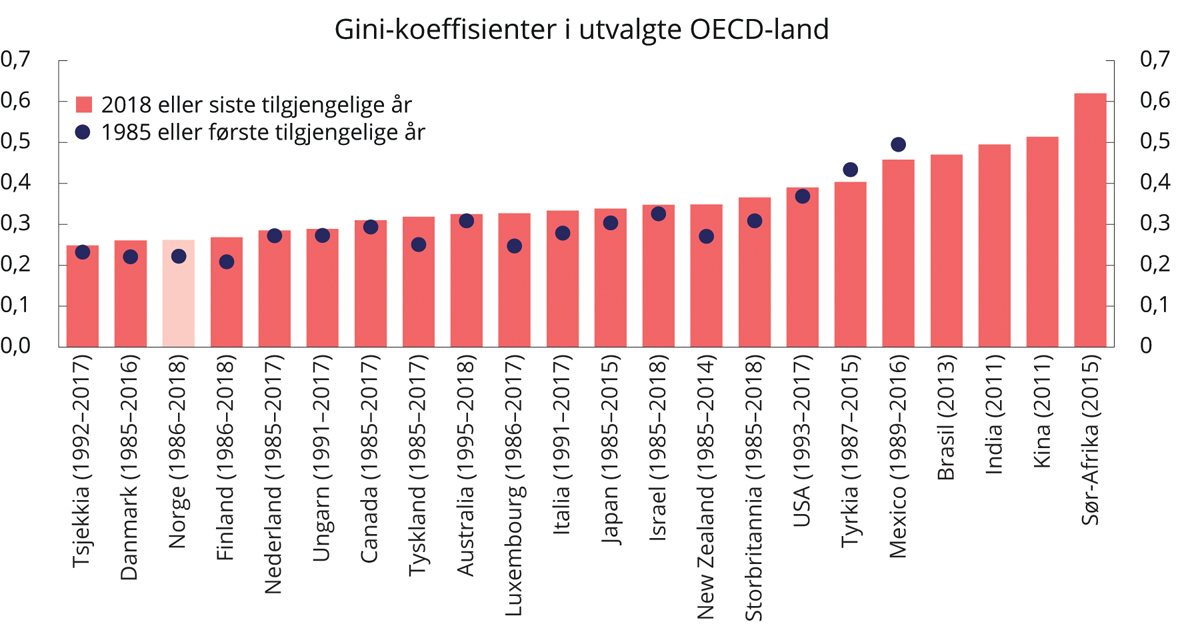 Gini-koeffisienter i utvalgte OECD-land
0,7
0,6
0,5
0,4
0,3
0,2
0,1
0,0
2018 eller siste tilgjengelige år
1985 eller første tilgjengelige år
0,7
0,6
0,5
0,4
0,3
0,2
0,1
0
Tsjekkia (1992–2017)
Danmark (1985–2016)
Norge (1986–2018)
Finland (1986–2018)
Nederland (1985–2017)
Ungarn (1991–2017)
Canada (1985–2017)
Tyskland (1985–2017)
Australia (1995–2018)
Luxembourg (1986–2017)
Italia (1991–2017)
Japan (1985–2015)
Israel (1985–2018)
New Zealand (1985–2014)
Storbritannia (1985–2018)
USA (1993–2017)
Tyrkia (1987–2015)
Mexico (1989–2016)
Brasil (2013)
India (2011)
Kina (2011)
Sør-Afrika (2015)